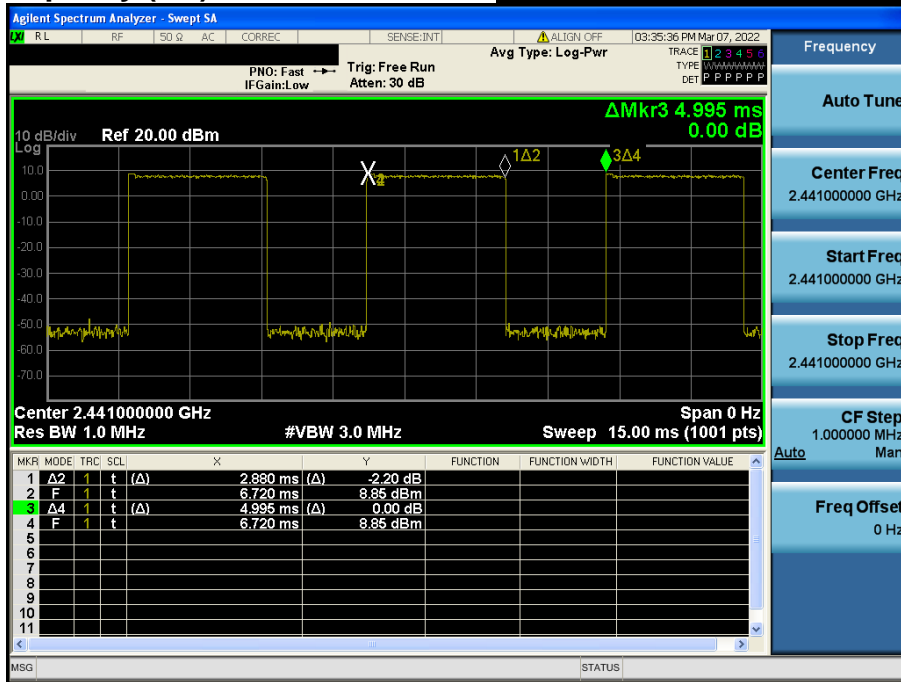 Agilent Spectrum Analyzer - Swept SA
LXI RL RF 50 Ω AC CORREC SENSE:INT ALIGN OFF 03:35:36 PM Mar 07, 2022
Avg Type: Log-Pwr
TRACE 1 2 3 4 5 6
TYPE
DET P P P P P P
PNO: Fast
IFGain:Low
Trig: Free Run
Atten: 30 dB
ΔMkr3 4.995 ms
0.00 dB
10 dB/div Ref 20.00 dBm
Log
1Δ2 3Δ4
10.0
0.00
-10.0
-20.0
-30.0
-40.0
-50.0
-60.0
-70.0
Center 2.441000000 GHz Span 0 Hz
Res BW 1.0 MHz #VBW 3.0 MHz Sweep 15.00 ms (1001 pts)
MKR MODE TRC SCL X Y FUNCTION FUNCTION WIDTH FUNCTION VALUE
1 Δ2 1 t (Δ) 2.880 ms (Δ) -2.20 dB
2 F 1 t 6.720 ms 8.85 dBm
3 Δ4 1 t (Δ) 4.995 ms (Δ) 0.00 dB
4 F 1 t 6.720 ms 8.85 dBm
5
6
7
8
9
10
11
MSG STATUS
Frequency
Auto Tune
Center Freq
2.441000000 GHz
Start Freq
2.441000000 GHz
Stop Freq
2.441000000 GHz
CF Step
1.000000 MHz
Auto Man
Freq Offset
0 Hz